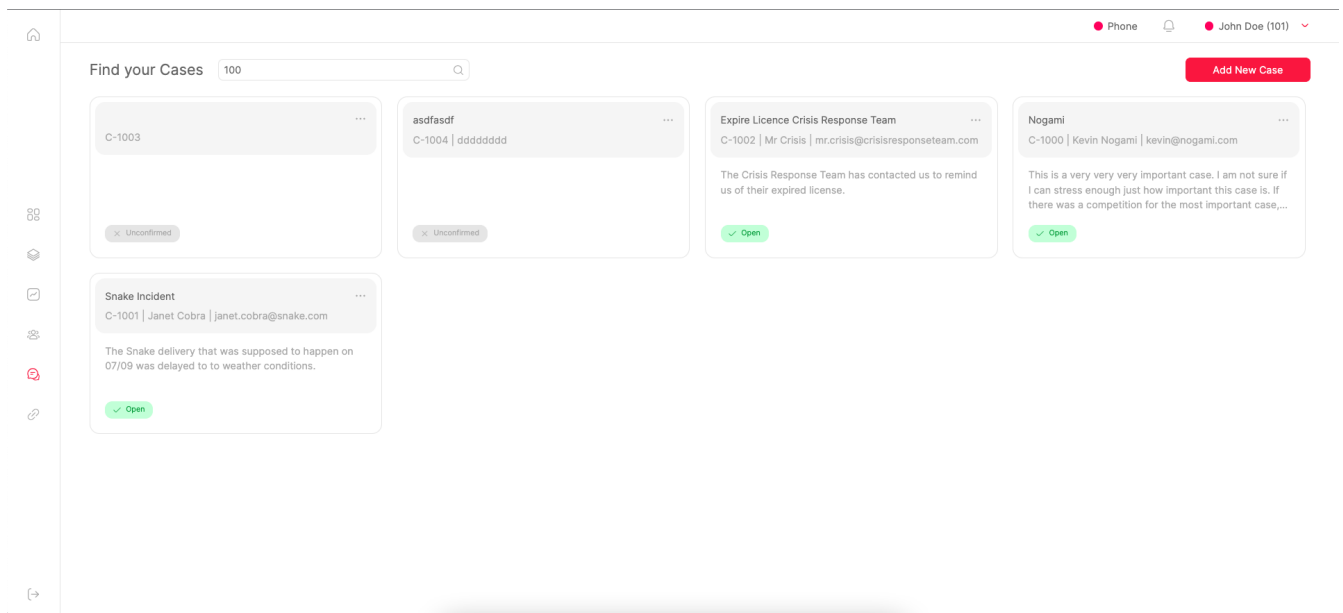 Phone
John Doe (101)
Find your Cases
100
Add New Case
C-1003
Unconfirmed
asdfasdf
C-1004 | dddddddd
Unconfirmed
Expire Licence Crisis Response Team
C-1002 | Mr Crisis | mr.crisis@crisisresponseteam.com
The Crisis Response Team has contacted us to remind
us of their expired license.
Open
Nogami
C-1000 | Kevin Nogami | kevin@nogami.com
This is a very very very important case. I am not sure if
I can stress enough just how important this case is. If
there was a competition for the most important case,...
Open
Snake Incident
C-1001 | Janet Cobra | janet.cobra@snake.com
The Snake delivery that was supposed to happen on
07/09 was delayed to to weather conditions.
Open